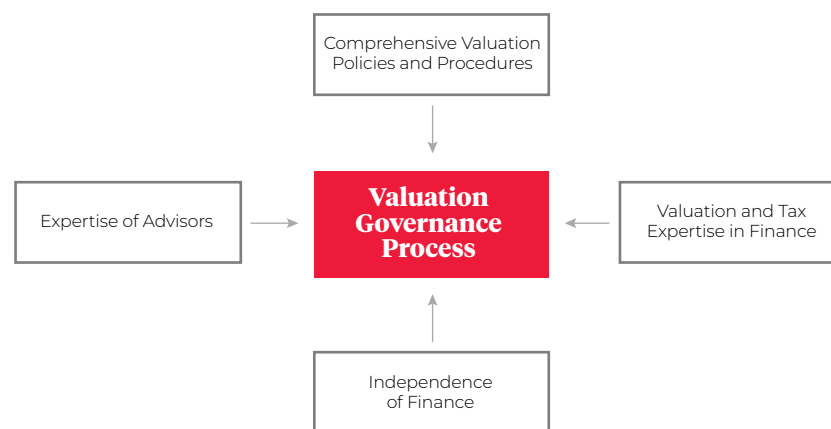 Comprehensive Valuation
Policies and Procedures
Expertise of Advisors
Valuation
Governance
Process
Valuation and Tax
Expertise in Finance
Independence
of Finance